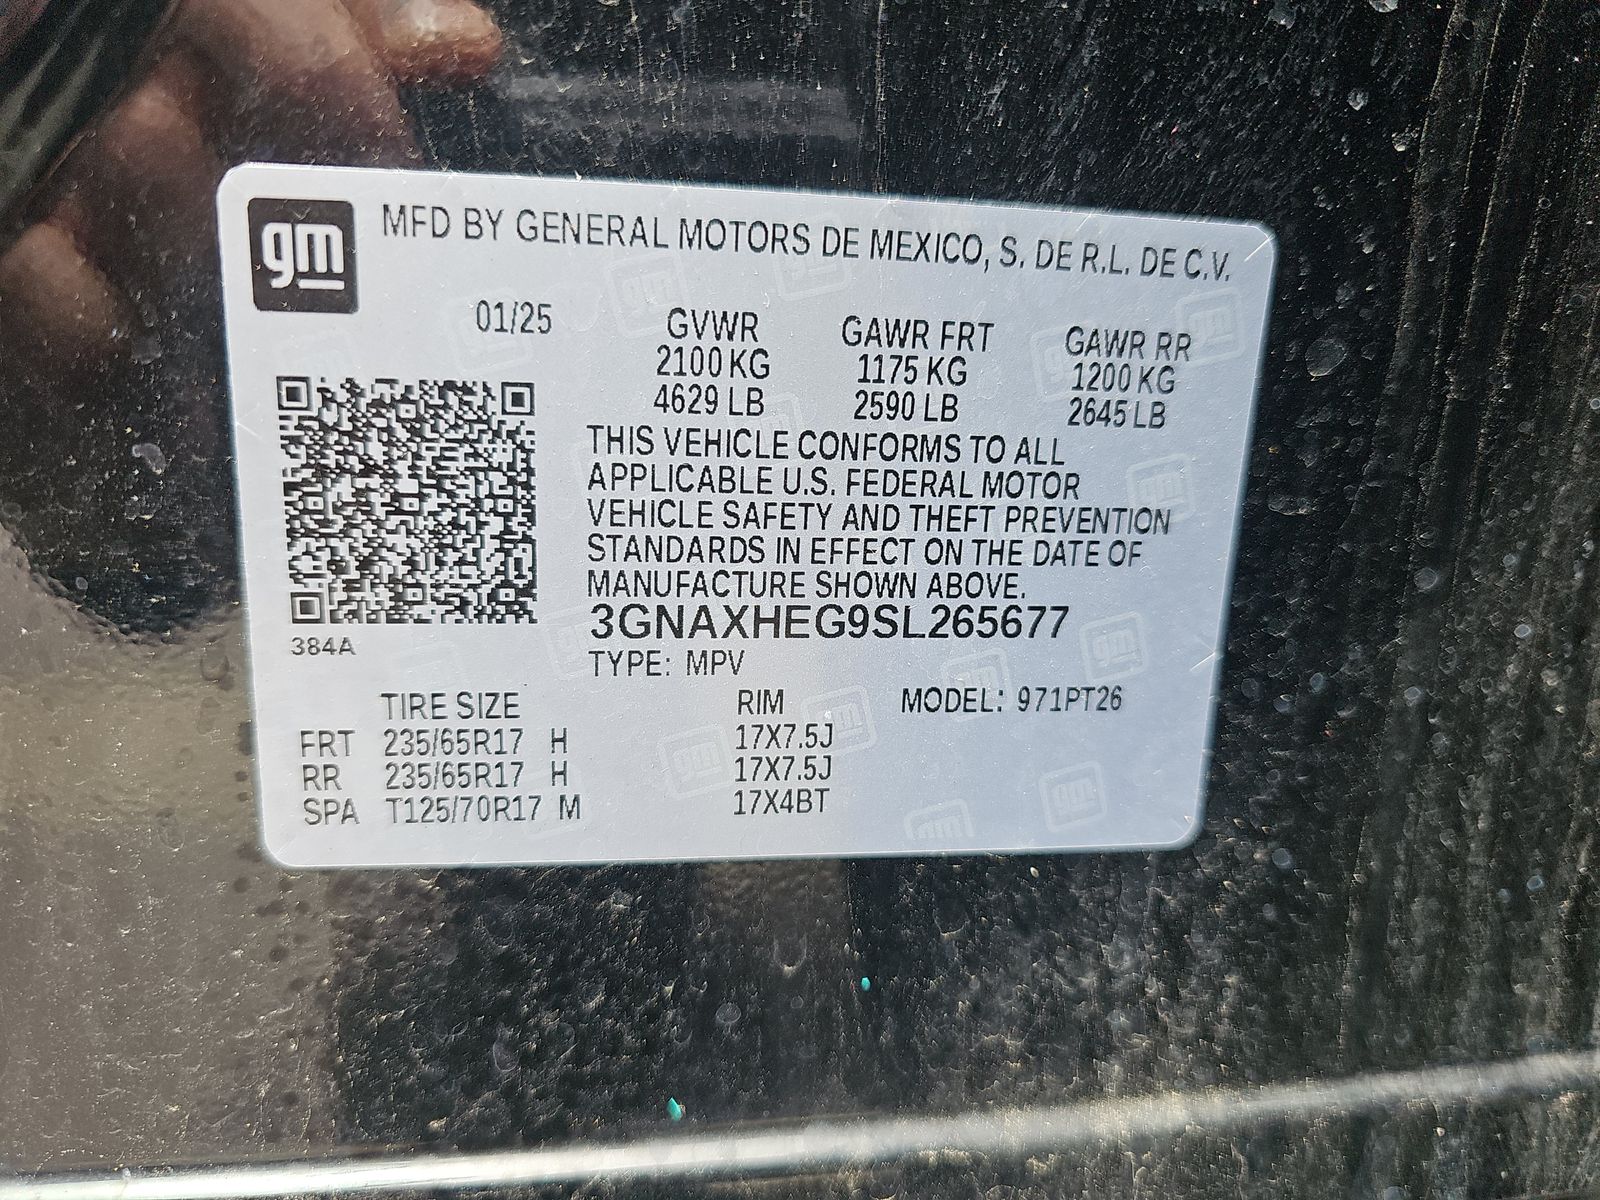 gm
MFD BY GENERAL MOTORS DE MEXICO, S. DE R.L. DE C.V.
01/25
GVWR GAWR FRT GAWR RR
2100 KG 1175 KG 1200 KG
4629 LB 2590 LB 2645 LB
THIS VEHICLE CONFORMS TO ALL
APPLICABLE U.S. FEDERAL MOTOR
VEHICLE SAFETY AND THEFT PREVENTION
STANDARDS IN EFFECT ON THE DATE OF
MANUFACTURE SHOWN ABOVE.
3GNAXHEG9SL265677
384A
TYPE: MPV
TIRE SIZE RIM MODEL: 971PT26
FRT 235/65R17 H 17X7.5J
RR 235/65R17 H 17X7.5J
SPA T125/70R17 M 17X4BT